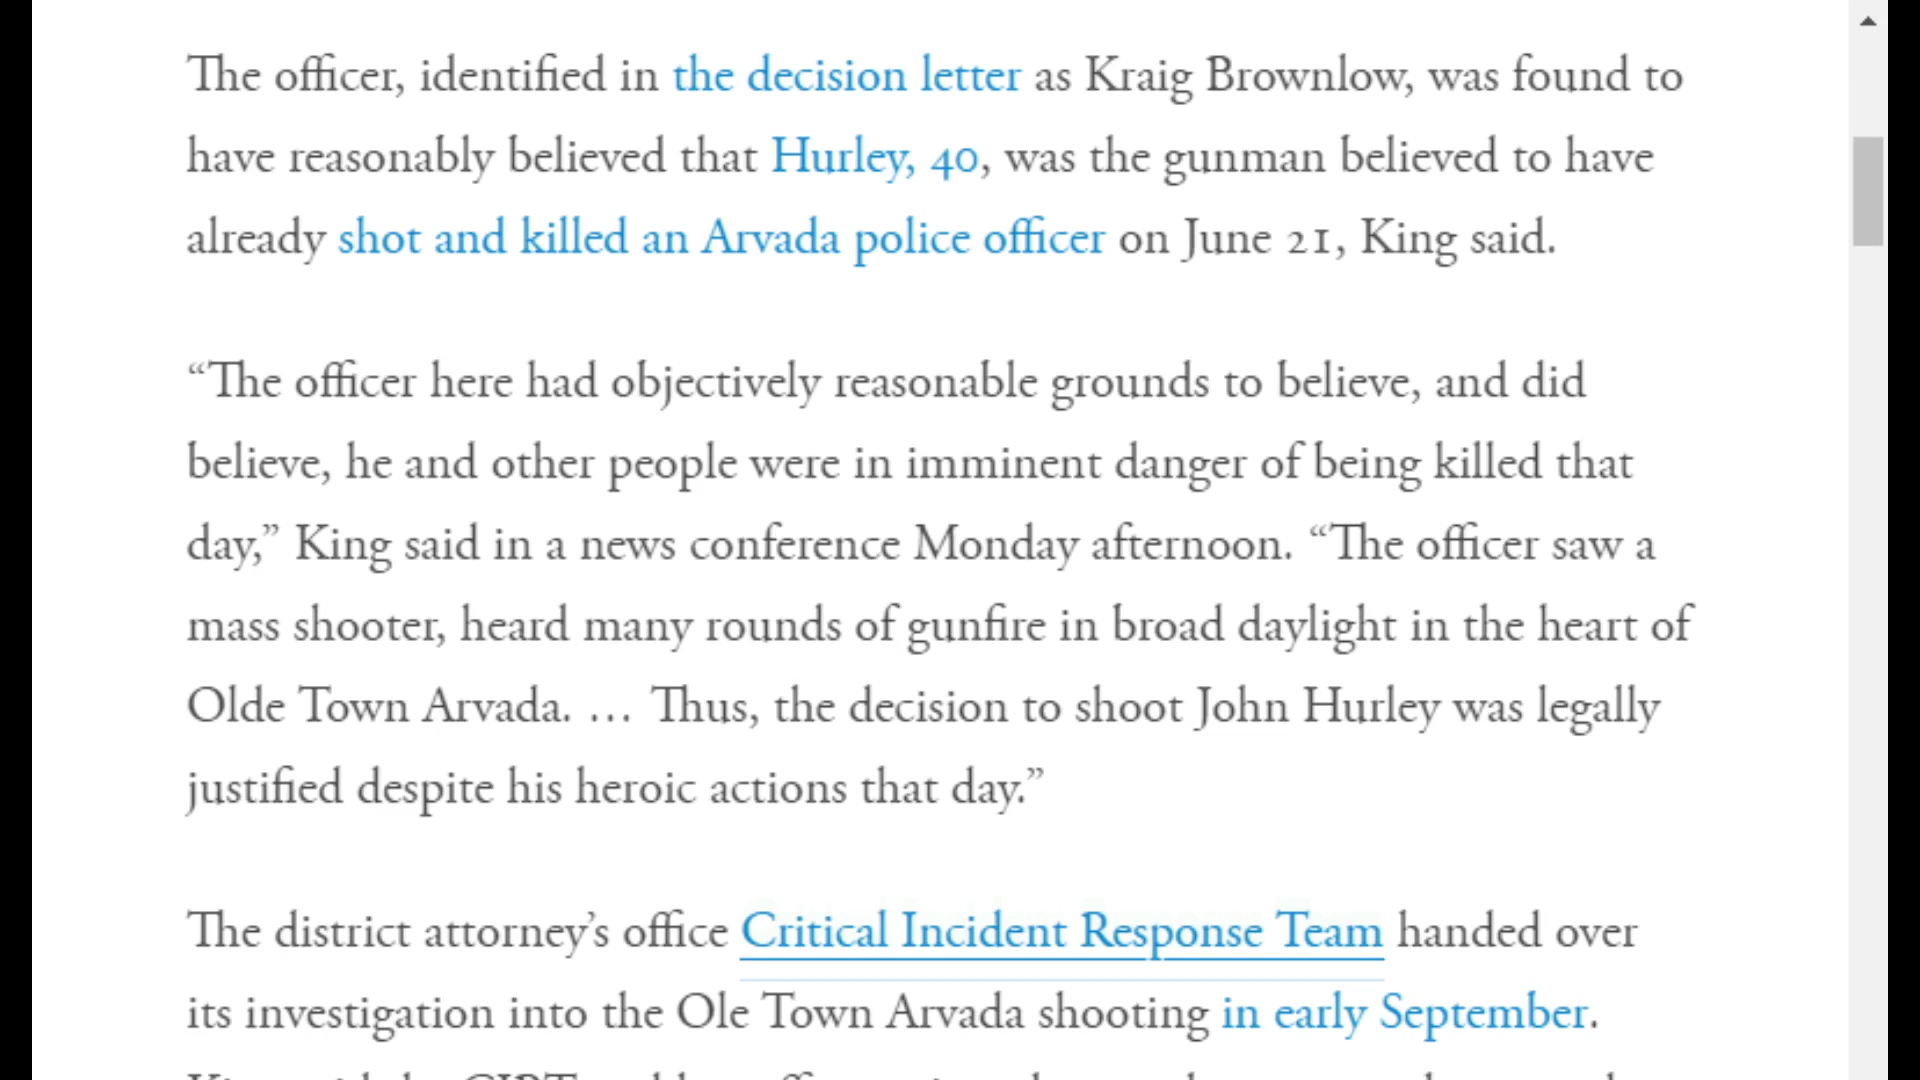 The officer, identified in the decision letter as Kraig Brownlow, was found to
have reasonably believed that Hurley, 40, was the gunman believed to have
already shot and killed an Arvada police officer on June 21, King said.
“The officer here had objectively reasonable grounds to believe, and did
believe, he and other people were in imminent danger of being killed that
day,” King said in a news conference Monday afternoon. “The officer saw a
mass shooter, heard many rounds of gunfire in broad daylight in the heart of
Olde Town Arvada. … Thus, the decision to shoot John Hurley was legally
justified despite his heroic actions that day.”
The district attorney’s office Critical Incident Response Team handed over
its investigation into the Ole Town Arvada shooting in early September.